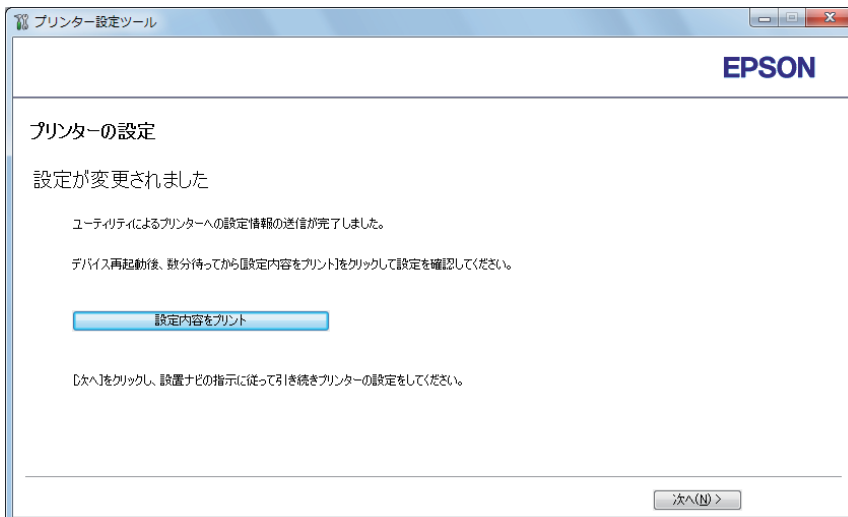 プリンター設定ツール
EPSON
プリンターの設定
設定が変更されました
ユーティリティによるプリンターへの設定情報の送信が完了しました。
デバイス再起動後、数分待ってから[設定内容をプリント]をクリックして設定を確認してください。
設定内容をプリント
[次へ]をクリックし、設置ナビの指示に従って引き続きプリンターの設定をしてください。
次へ(N) >